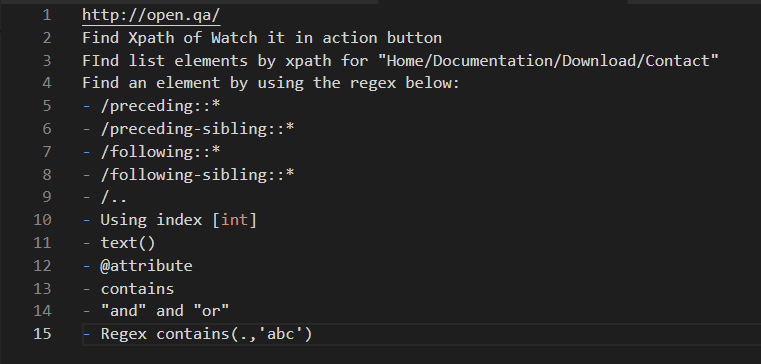 1 http://open.qa/
2 Find Xpath of Watch it in action button
3 FInd list elements by xpath for "Home/Documentation/Download/Contact"
4 Find an element by using the regex below:
5 - /preceding::*
6 - /preceding-sibling::*
7 - /following::*
8 - /following-sibling::*
9 - /..
10 - Using index [int]
11 - text()
12 - @attribute
13 - contains
14 - "and" and "or"
15 - Regex contains(.,'abc')